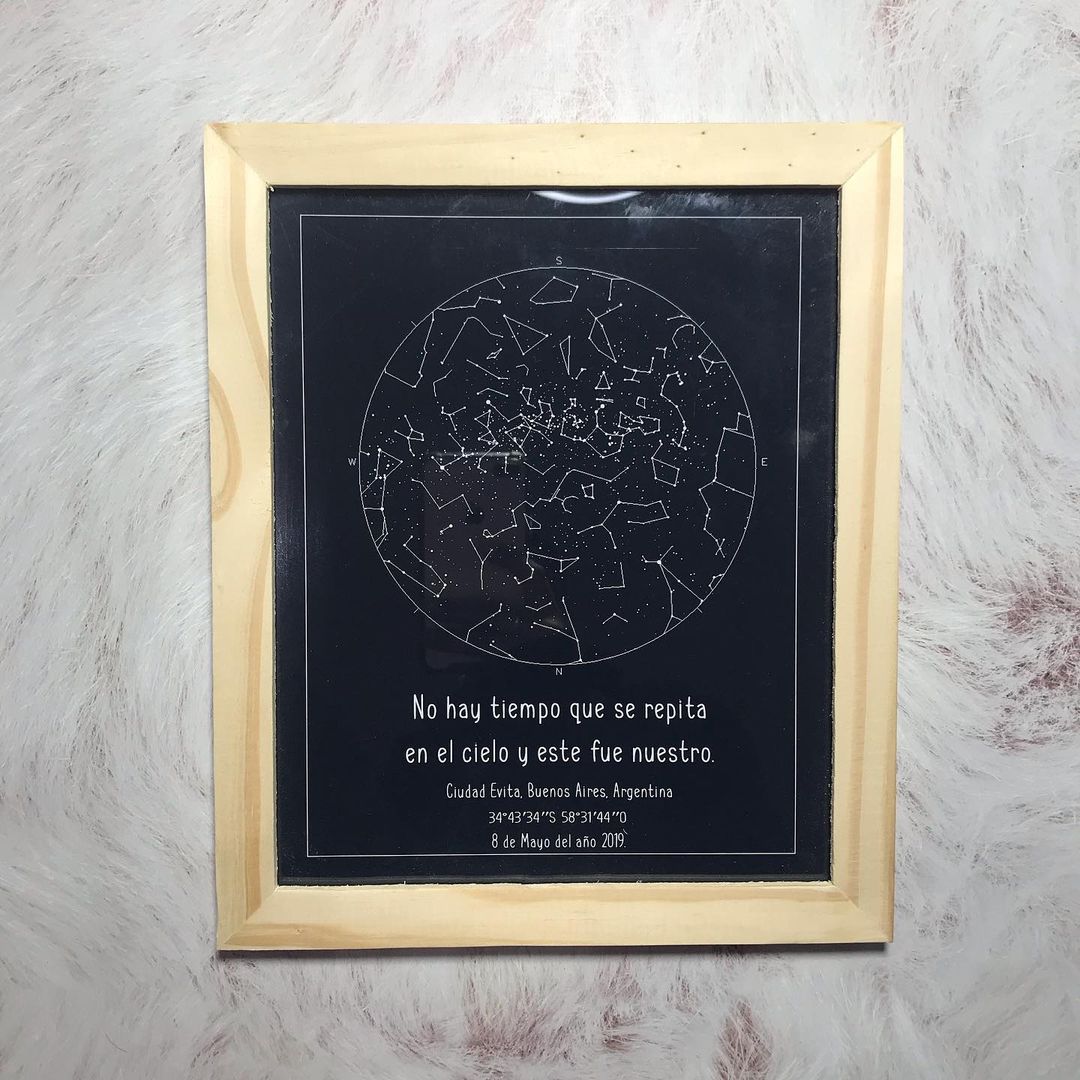 S
W
E
N
No hay tiempo que se repita
en el cielo y este fue nuestro.
Ciudad Evita, Buenos Aires, Argentina
34°43'34''S 58°31'44''O
8 de Mayo del año 2019.